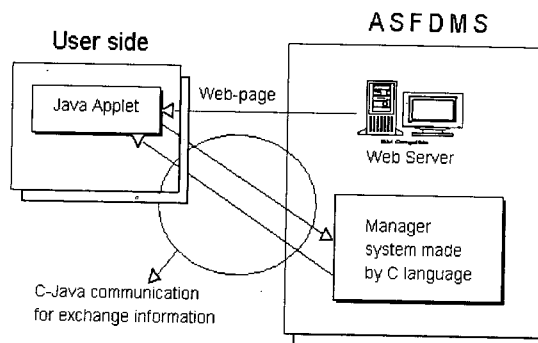 ASFDMS
User side
Java Applet
Web-page
Web Server
Manager
system made
by C language
C-Java communication
for exchange information